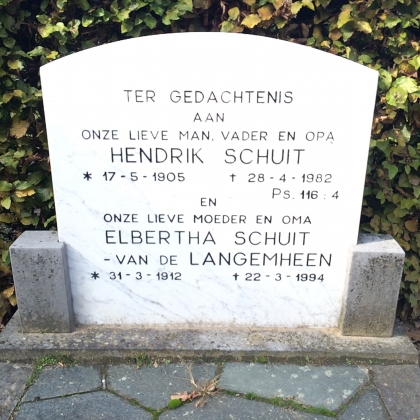 TER GEDACHTENIS
AAN
ONZE LIEVE MAN, VADER EN OPA
HENDRIK SCHUIT
* 17-5-1905 † 28-4-1982
Ps. 116:4
EN
ONZE LIEVE MOEDER EN OMA
ELBERTHA SCHUIT
- VAN DE LANGEMHEEN
* 31-3-1912 † 22-3-1994